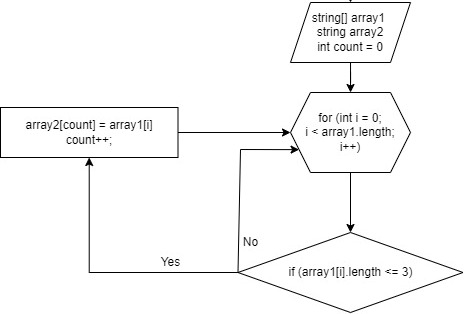 string[] array1
string array2
int count = 0
for (int i = 0;
i < array1.length;
i++)
array2[count] = array1[i]
count++;
No
Yes
if (array1[i].length <= 3)